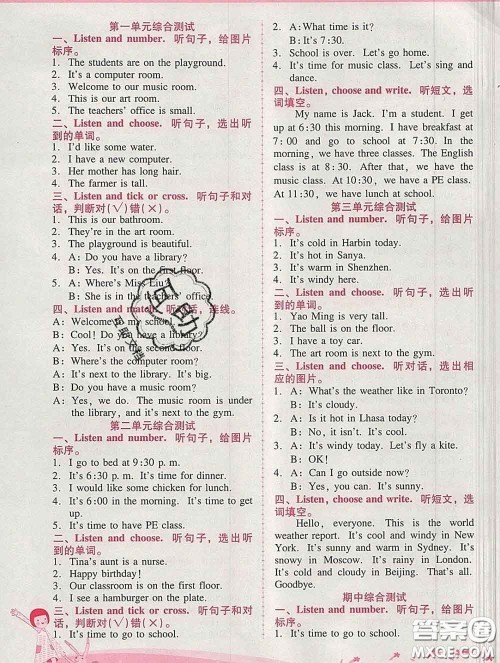 第一单元综合测试
一、Listen and number. 听句子，给图片
标序。
1. The students are on the playground.
2. It's a computer room.
3. Welcome to our music room.
4. This is our art room.
5. The teachers' office is small.
二、Listen and choose. 听句子，选出听
到的单词。
1. I'd like some water.
2. I have a new computer.
3. Her mother has long hair.
4. The farmer is tall.
三、Listen and tick or cross. 听句子和对
话，判断对(√)错(×)。
1. This is our bathroom.
2. They're in the art room.
3. The playground is beautiful.
4. A: Do you have a library?
B: Yes. It's on the first floor.
5. A: Where's Miss Liu?
B: She is in the teachers' office.
四、Listen and match. 听对话，连线。
A: Welcome to my school.
B: Cool! Do you have a library?
A: Yes. It's on the second floor.
B: Where's the computer room?
A: It's next to the library. It's big.
B: Do you have a music room?
A: Yes, we do. The music room is under
the library, and it's next to the gym.
第二单元综合测试
一、Listen and number. 听句子，给图片
标序。
1. I go to bed at 9:30 p. m.
2. It's 6:30 p. m. It's time for dinner.
3. I would like some chicken for lunch.
4. It's 6:00 in the morning. It's time to get
up.
5. It's time to have PE class.
二、Listen and choose. 听句子，选出听到
的单词。
1. Tina's aunt is a nurse.
2. Happy birthday!
3. Our classroom is on the first floor.
4. I see a hamburger on the plate.
三、Listen and tick or cross. 听句子和对
话，判断对(√)错(×)。
1. It's time to go to school.
2. A: What time is it?
B: It's 7:30.
3. School is over. Let's go home.
4. It's time for music class. Let's sing and
dance.
四、Listen, choose and write. 听短文，选
词填空。
My name is Jack. I'm a student. I get
up at 6:30 this morning. I have breakfast at
7:00 and go to school at 7:30. In the
morning, we have three classes. The English
class is at 8:30. After that, we have the
music class. At 10:30, we have a PE class.
At 11:30, we have lunch at school.
第三单元综合测试
一、Listen and number. 听句子，给图片
标序。
1. It's cold in Harbin today.
2. It's hot in Sanya.
3. It's warm in Shenzhen.
4. It's windy here.
二、Listen and choose. 听句子，选出听到
的单词。
1. Yao Ming is very tall.
2. The ball is on the floor.
3. I have a toy car.
4. The art room is next to the gym.
三、Listen and choose. 听对话，选出相
应的图片。
1. A: What's the weather like in Toronto?
B: It's cloudy.
2. A: Is it hot in Lhasa today?
B: No, it isn't. It's cool.
3. A: It's windy today. Let's fly a kite.
B: OK.
4. A: Can I go outside now?
B: Yes, you can. It's sunny.
四、Listen, choose and write. 听短文，选
词填空。
Hello, everyone. This is the world
weather report. It's cool and windy in New
York. It's sunny and warm in Sydney. It's
snowy in Moscow. It's rainy in London.
It's cold and cloudy in Beijing. That's all.
Goodbye.
期中综合测试
一、Listen and number. 听句子，给图片
标序。
1. It's time to go to school.
互助
互助文档
答案圈
MXQE.COM